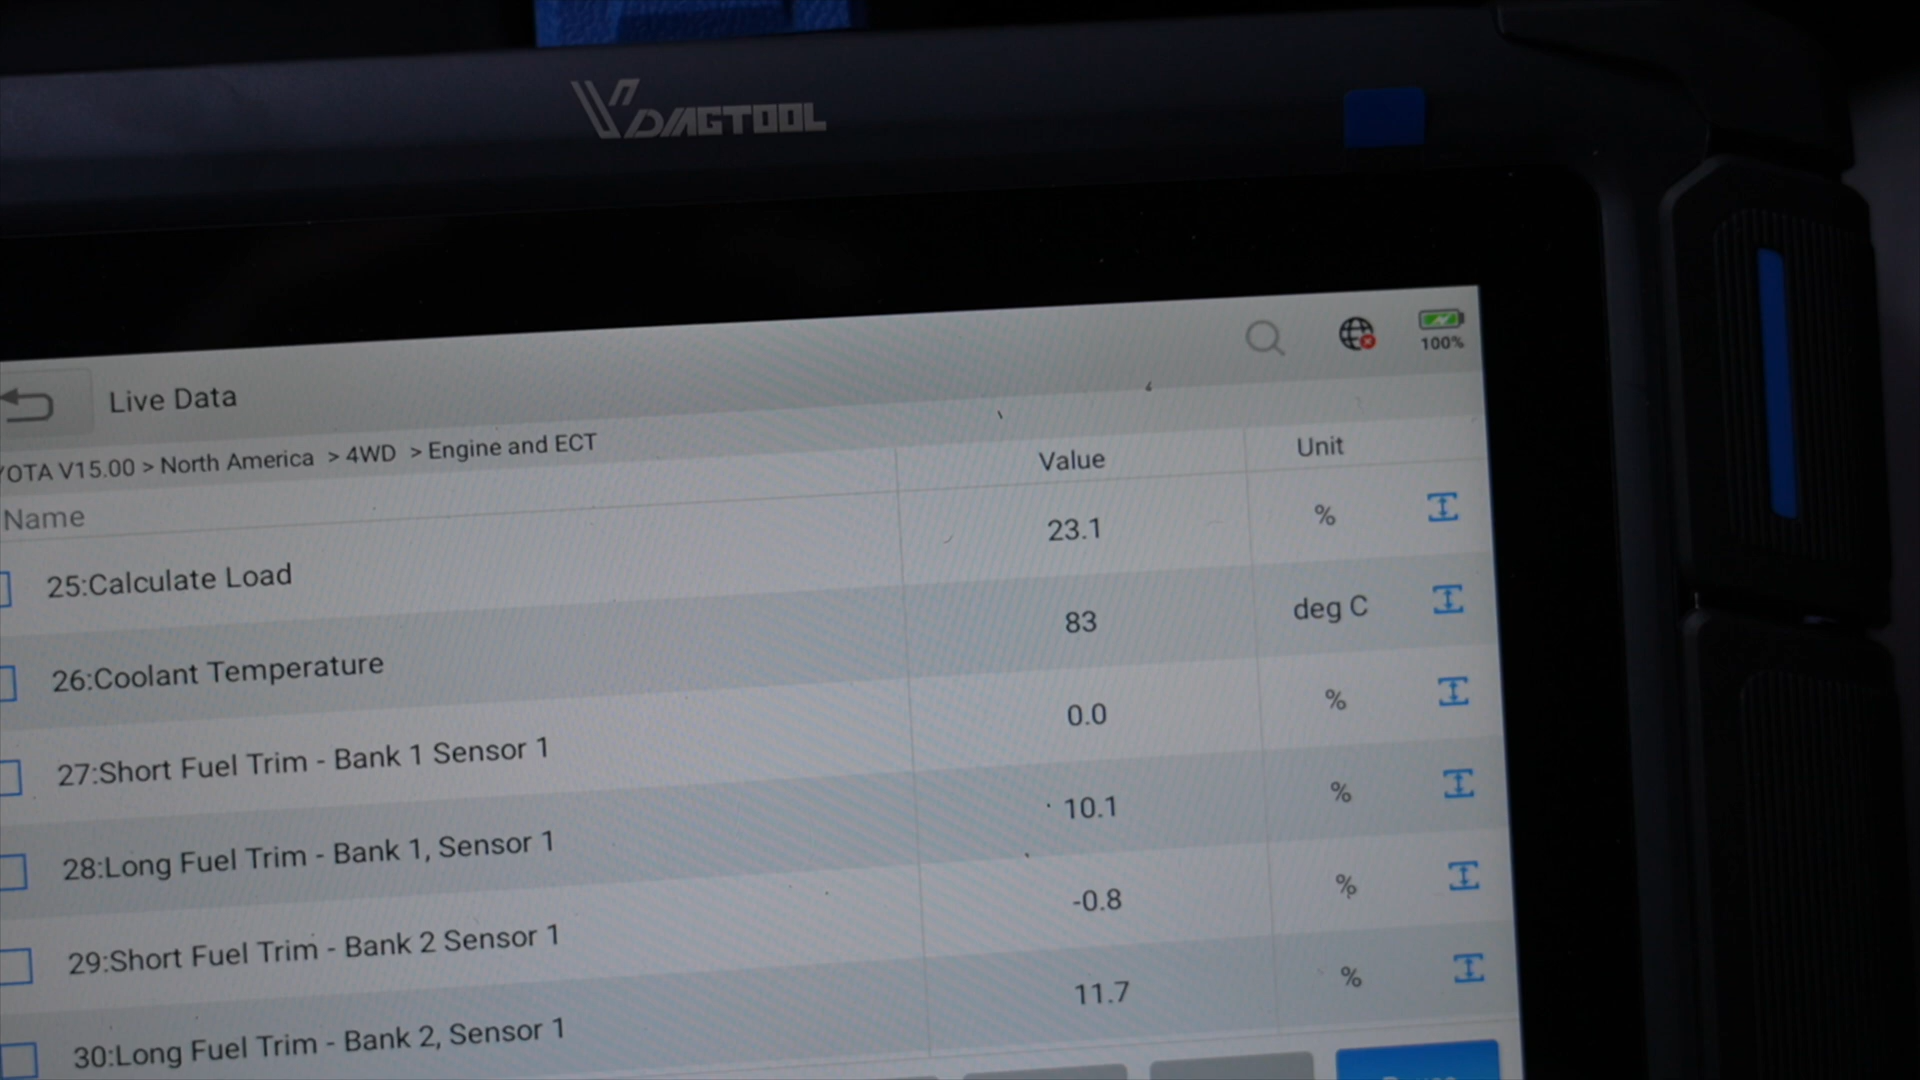 VDIAGTOOL
100%
Live Data
YOTA V15.00 > North America > 4WD > Engine and ECT
Name Value Unit
25:Calculate Load 23.1 %
26:Coolant Temperature 83 deg C
27:Short Fuel Trim - Bank 1 Sensor 1 0.0 %
28:Long Fuel Trim - Bank 1, Sensor 1 10.1 %
29:Short Fuel Trim - Bank 2 Sensor 1 -0.8 %
30:Long Fuel Trim - Bank 2, Sensor 1 11.7 %